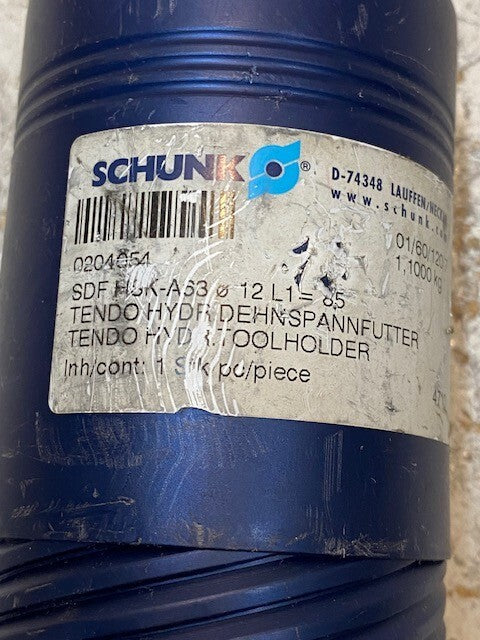 SCHUNK ®
D-74348 LAUFFEN/NECK
www.schunk.com
0204054
01/60/120
1,1000 kg
SDF HSK-A63 ø 12 L1= 85
TENDO HYDR.DEHNSPANNFUTTER
TENDO HYDR.TOOLHOLDER
Inh/cont: 1 Stk pc/piece